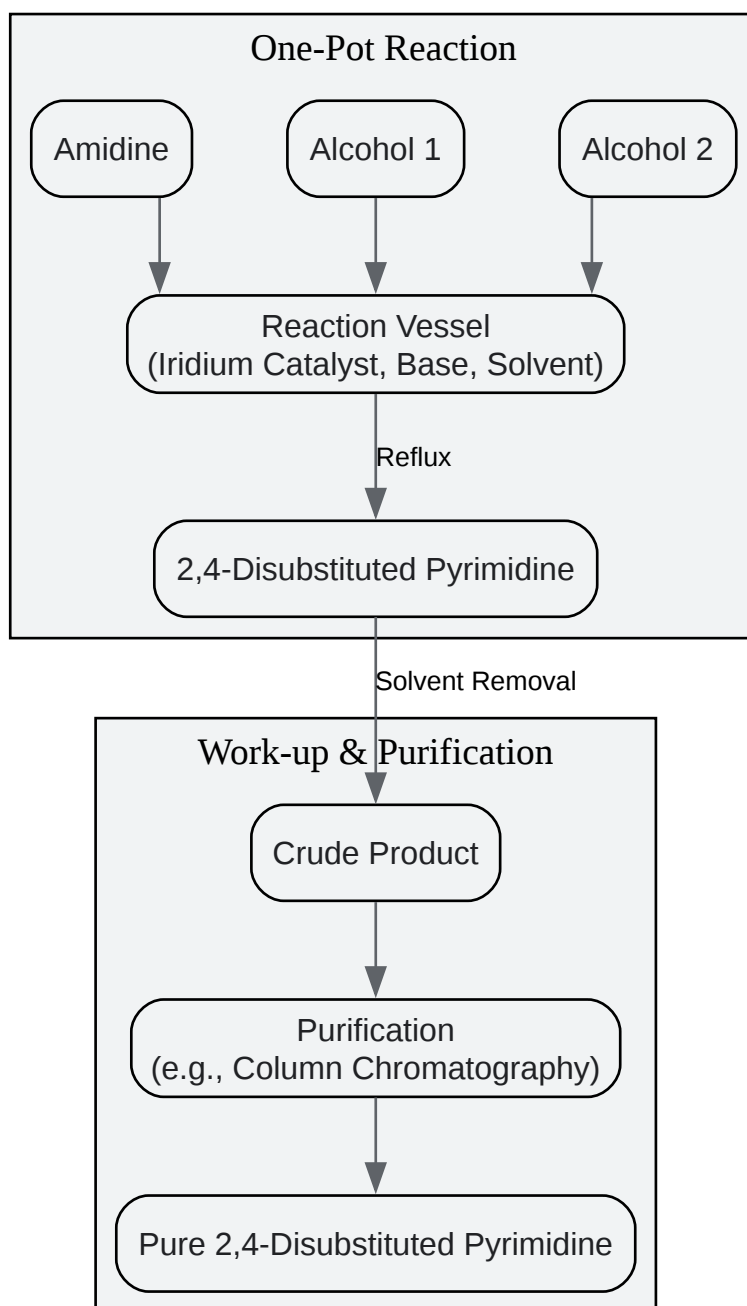 One-Pot Reaction
Amidine
Alcohol 1
Alcohol 2
Reaction Vessel
(Iridium Catalyst, Base, Solvent)
Reflux
2,4-Disubstituted Pyrimidine
Solvent Removal
Work-up & Purification
Crude Product
Purification
(e.g., Column Chromatography)
Pure 2,4-Disubstituted Pyrimidine